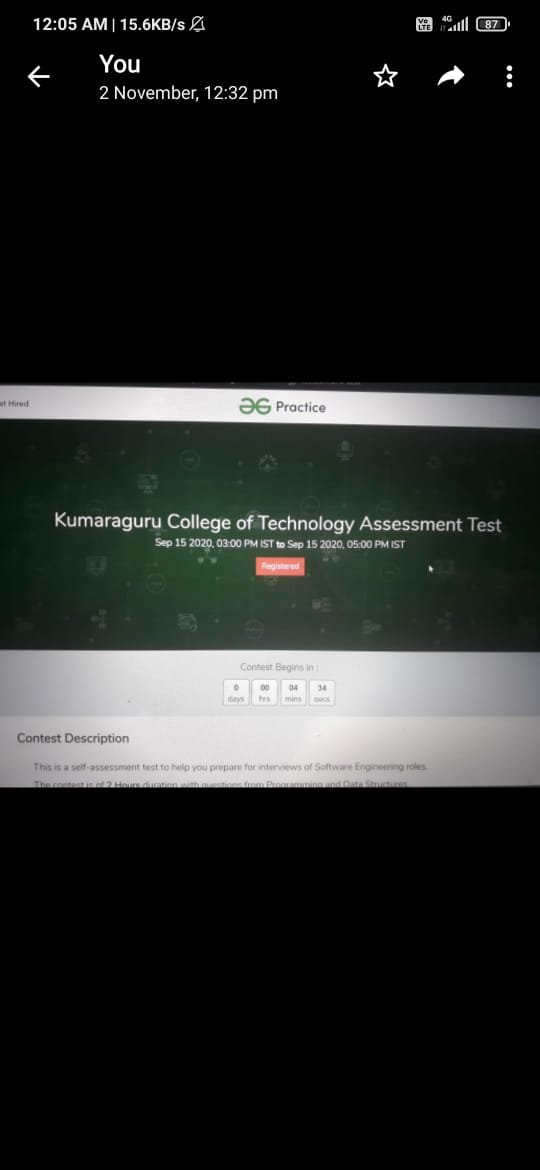 12:05 AM | 15.6KB/s
Vo LTE 4G 87
You
2 November, 12:32 pm
Hired
Practice
Kumaraguru College of Technology Assessment Test
Sep 15 2020, 03:00 PM IST to Sep 15 2020, 05:00 PM IST
Registered
Contest Begins in :
0 00 04 34
days hrs mins secs
Contest Description
This is a self-assessment test to help you prepare for interviews of Software Engineering roles.
The contest is of 2 Hours duration with questions from Programming and Data Structures.